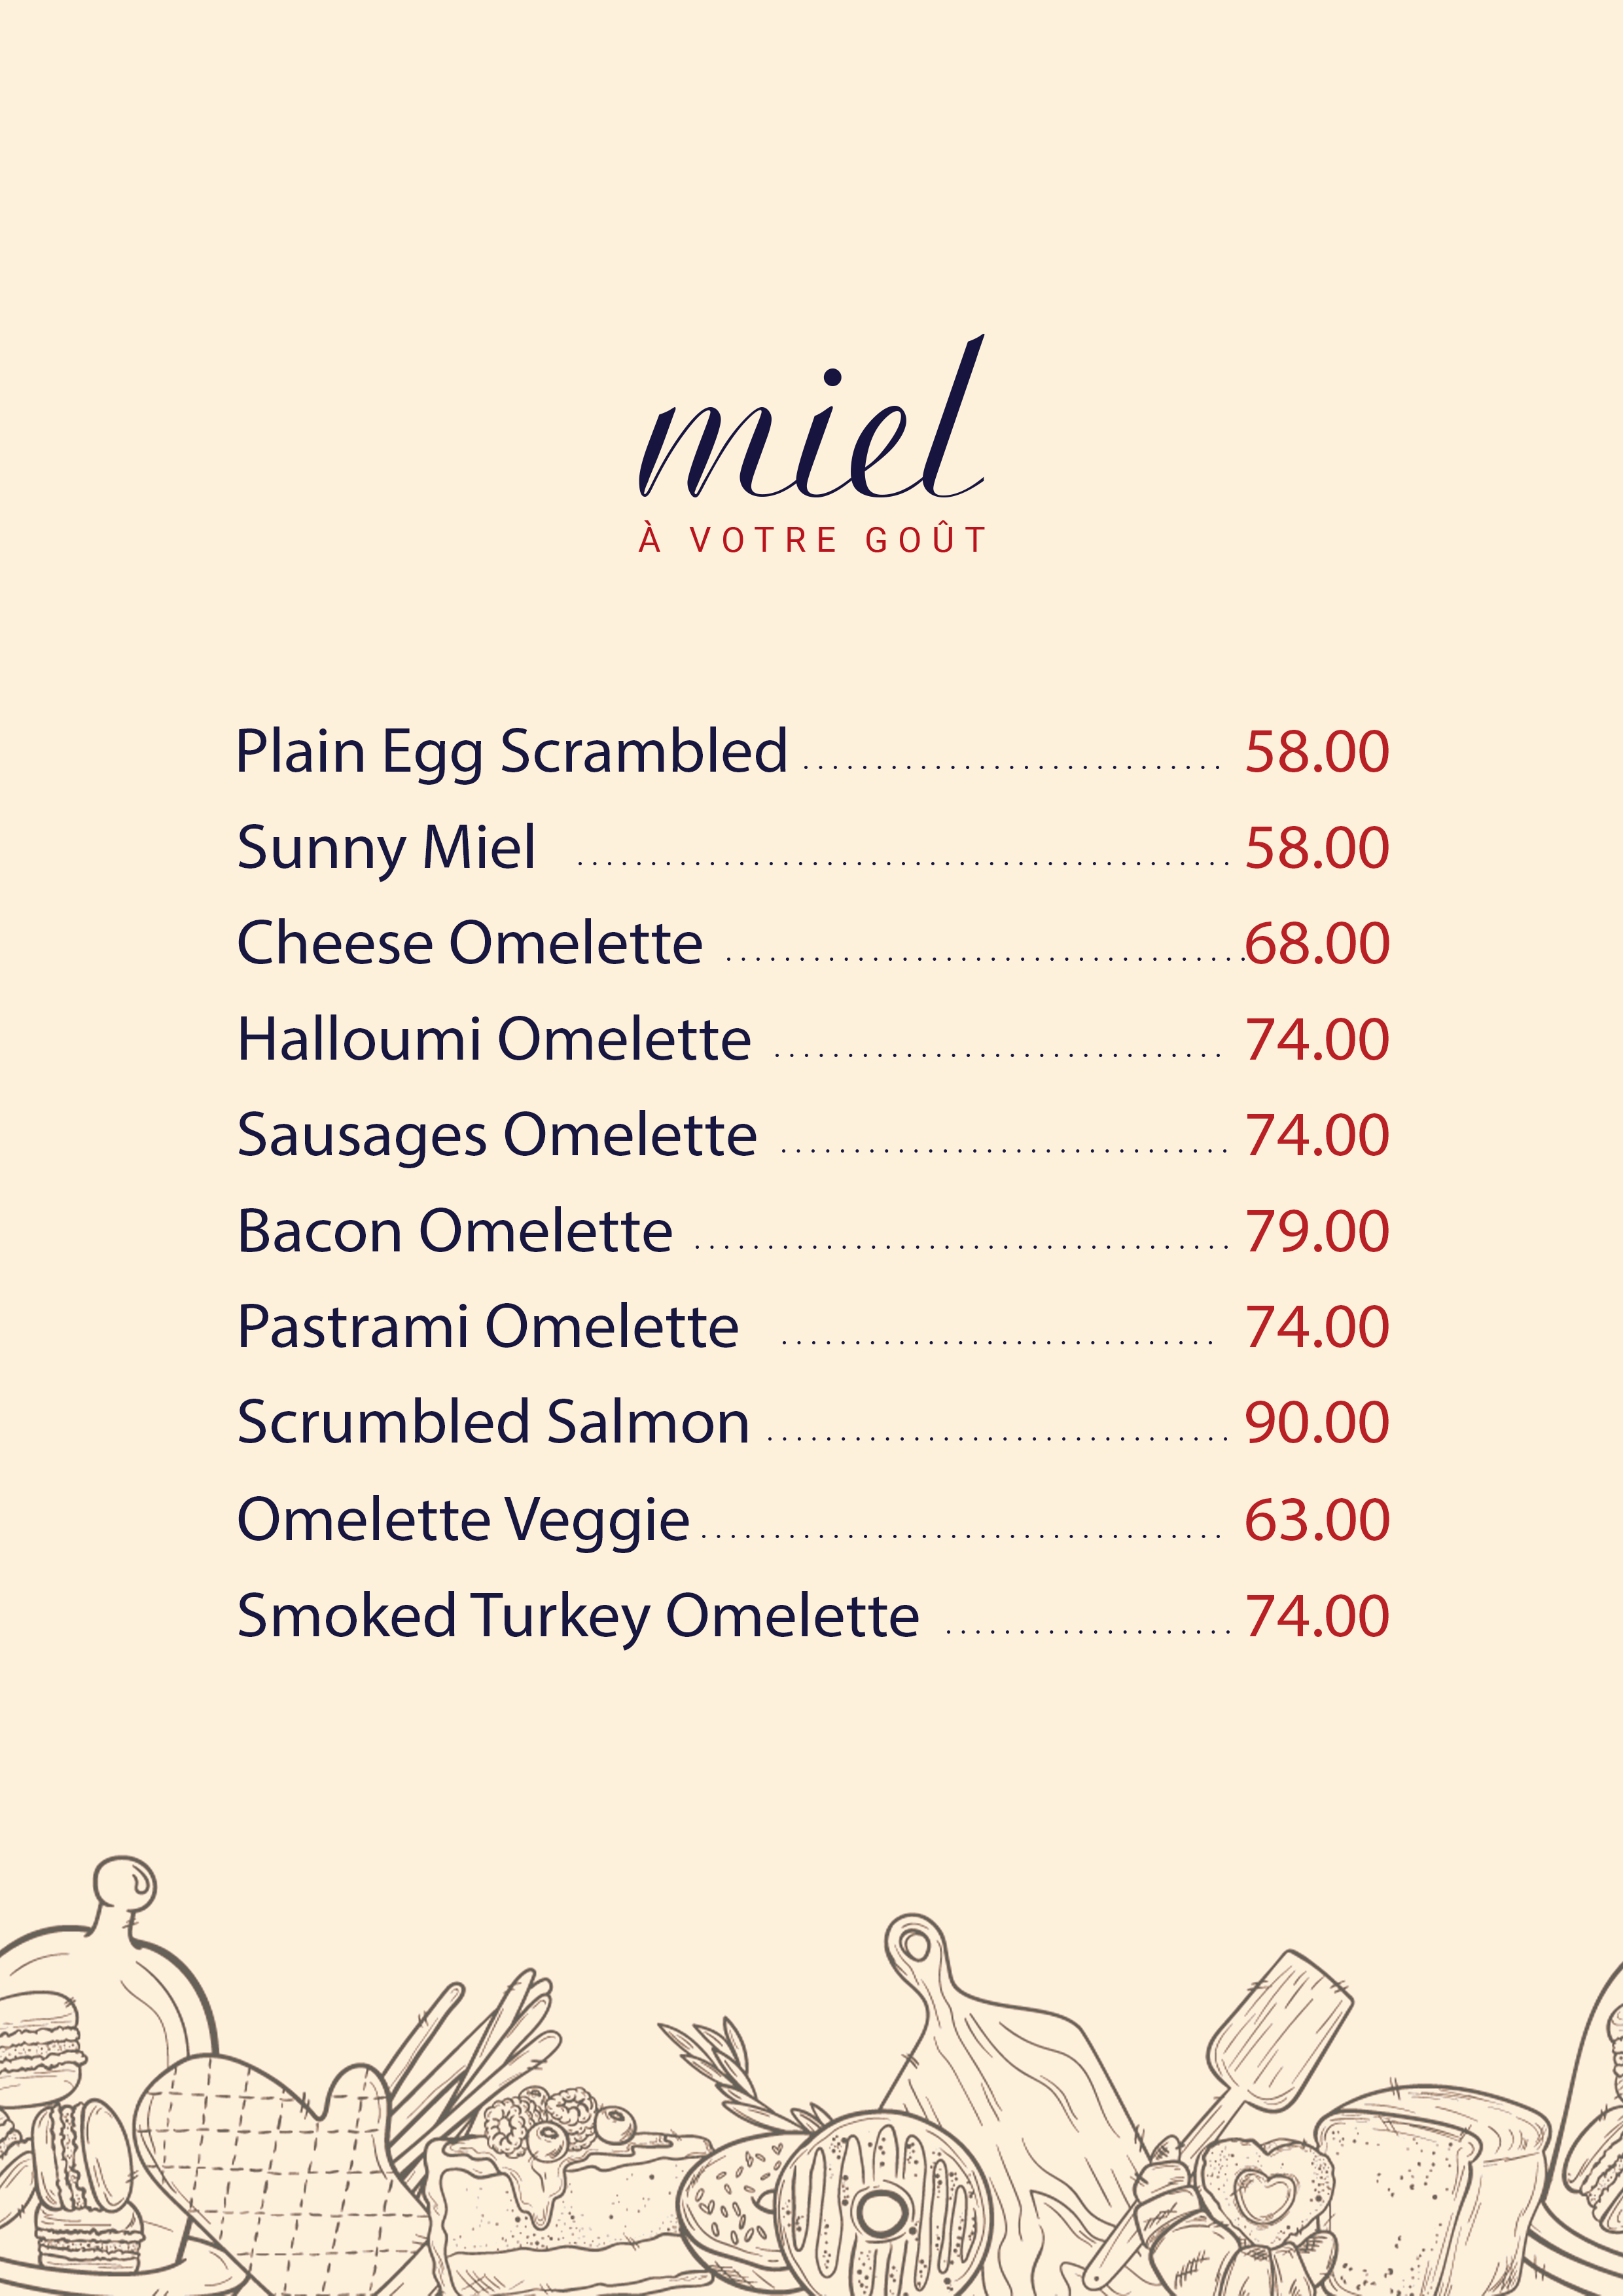 miel
À VOTRE GOÛT
Plain Egg Scrambled ............................. 58.00
Sunny Miel ............................................. 58.00
Cheese Omelette ....................................68.00
Halloumi Omelette ............................... 74.00
Sausages Omelette ............................... 74.00
Bacon Omelette ..................................... 79.00
Pastrami Omelette .............................. 74.00
Scrumbled Salmon ................................ 90.00
Omelette Veggie .................................... 63.00
Smoked Turkey Omelette .................... 74.00